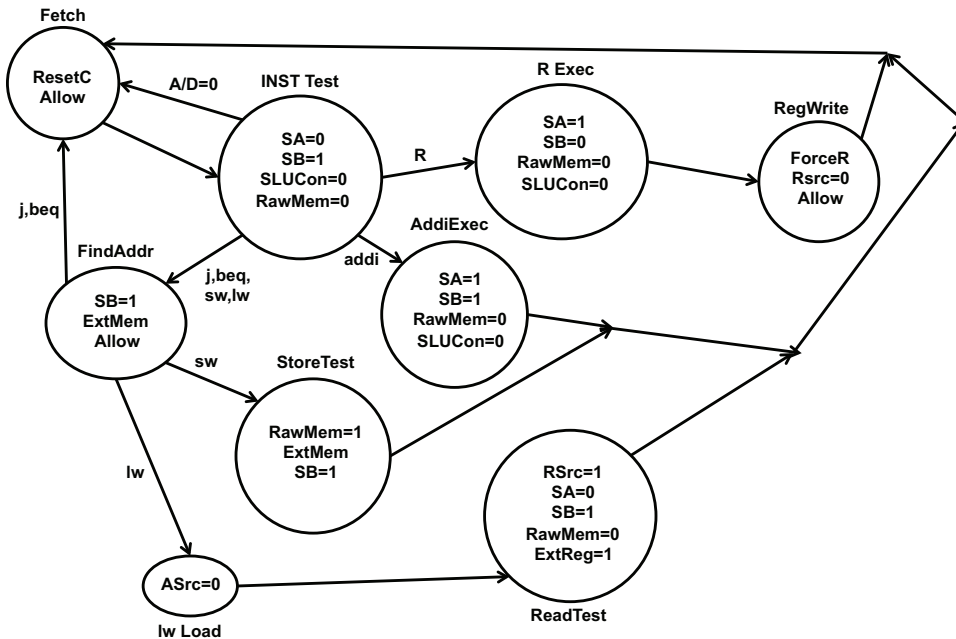 Fetch
ResetC
Allow
A/D=0
INST Test
SA=0
SB=1
SLUCon=0
RawMem=0
R
R Exec
SA=1
SB=0
RawMem=0
SLUCon=0
RegWrite
ForceR
Rsrc=0
Allow
j,beq
FindAddr
SB=1
ExtMem
Allow
j,beq,
sw,lw
addi
AddiExec
SA=1
SB=1
RawMem=0
SLUCon=0
sw
StoreTest
RawMem=1
ExtMem
SB=1
lw
ASrc=0
lw Load
RSrc=1
SA=0
SB=1
RawMem=0
ExtReg=1
ReadTest